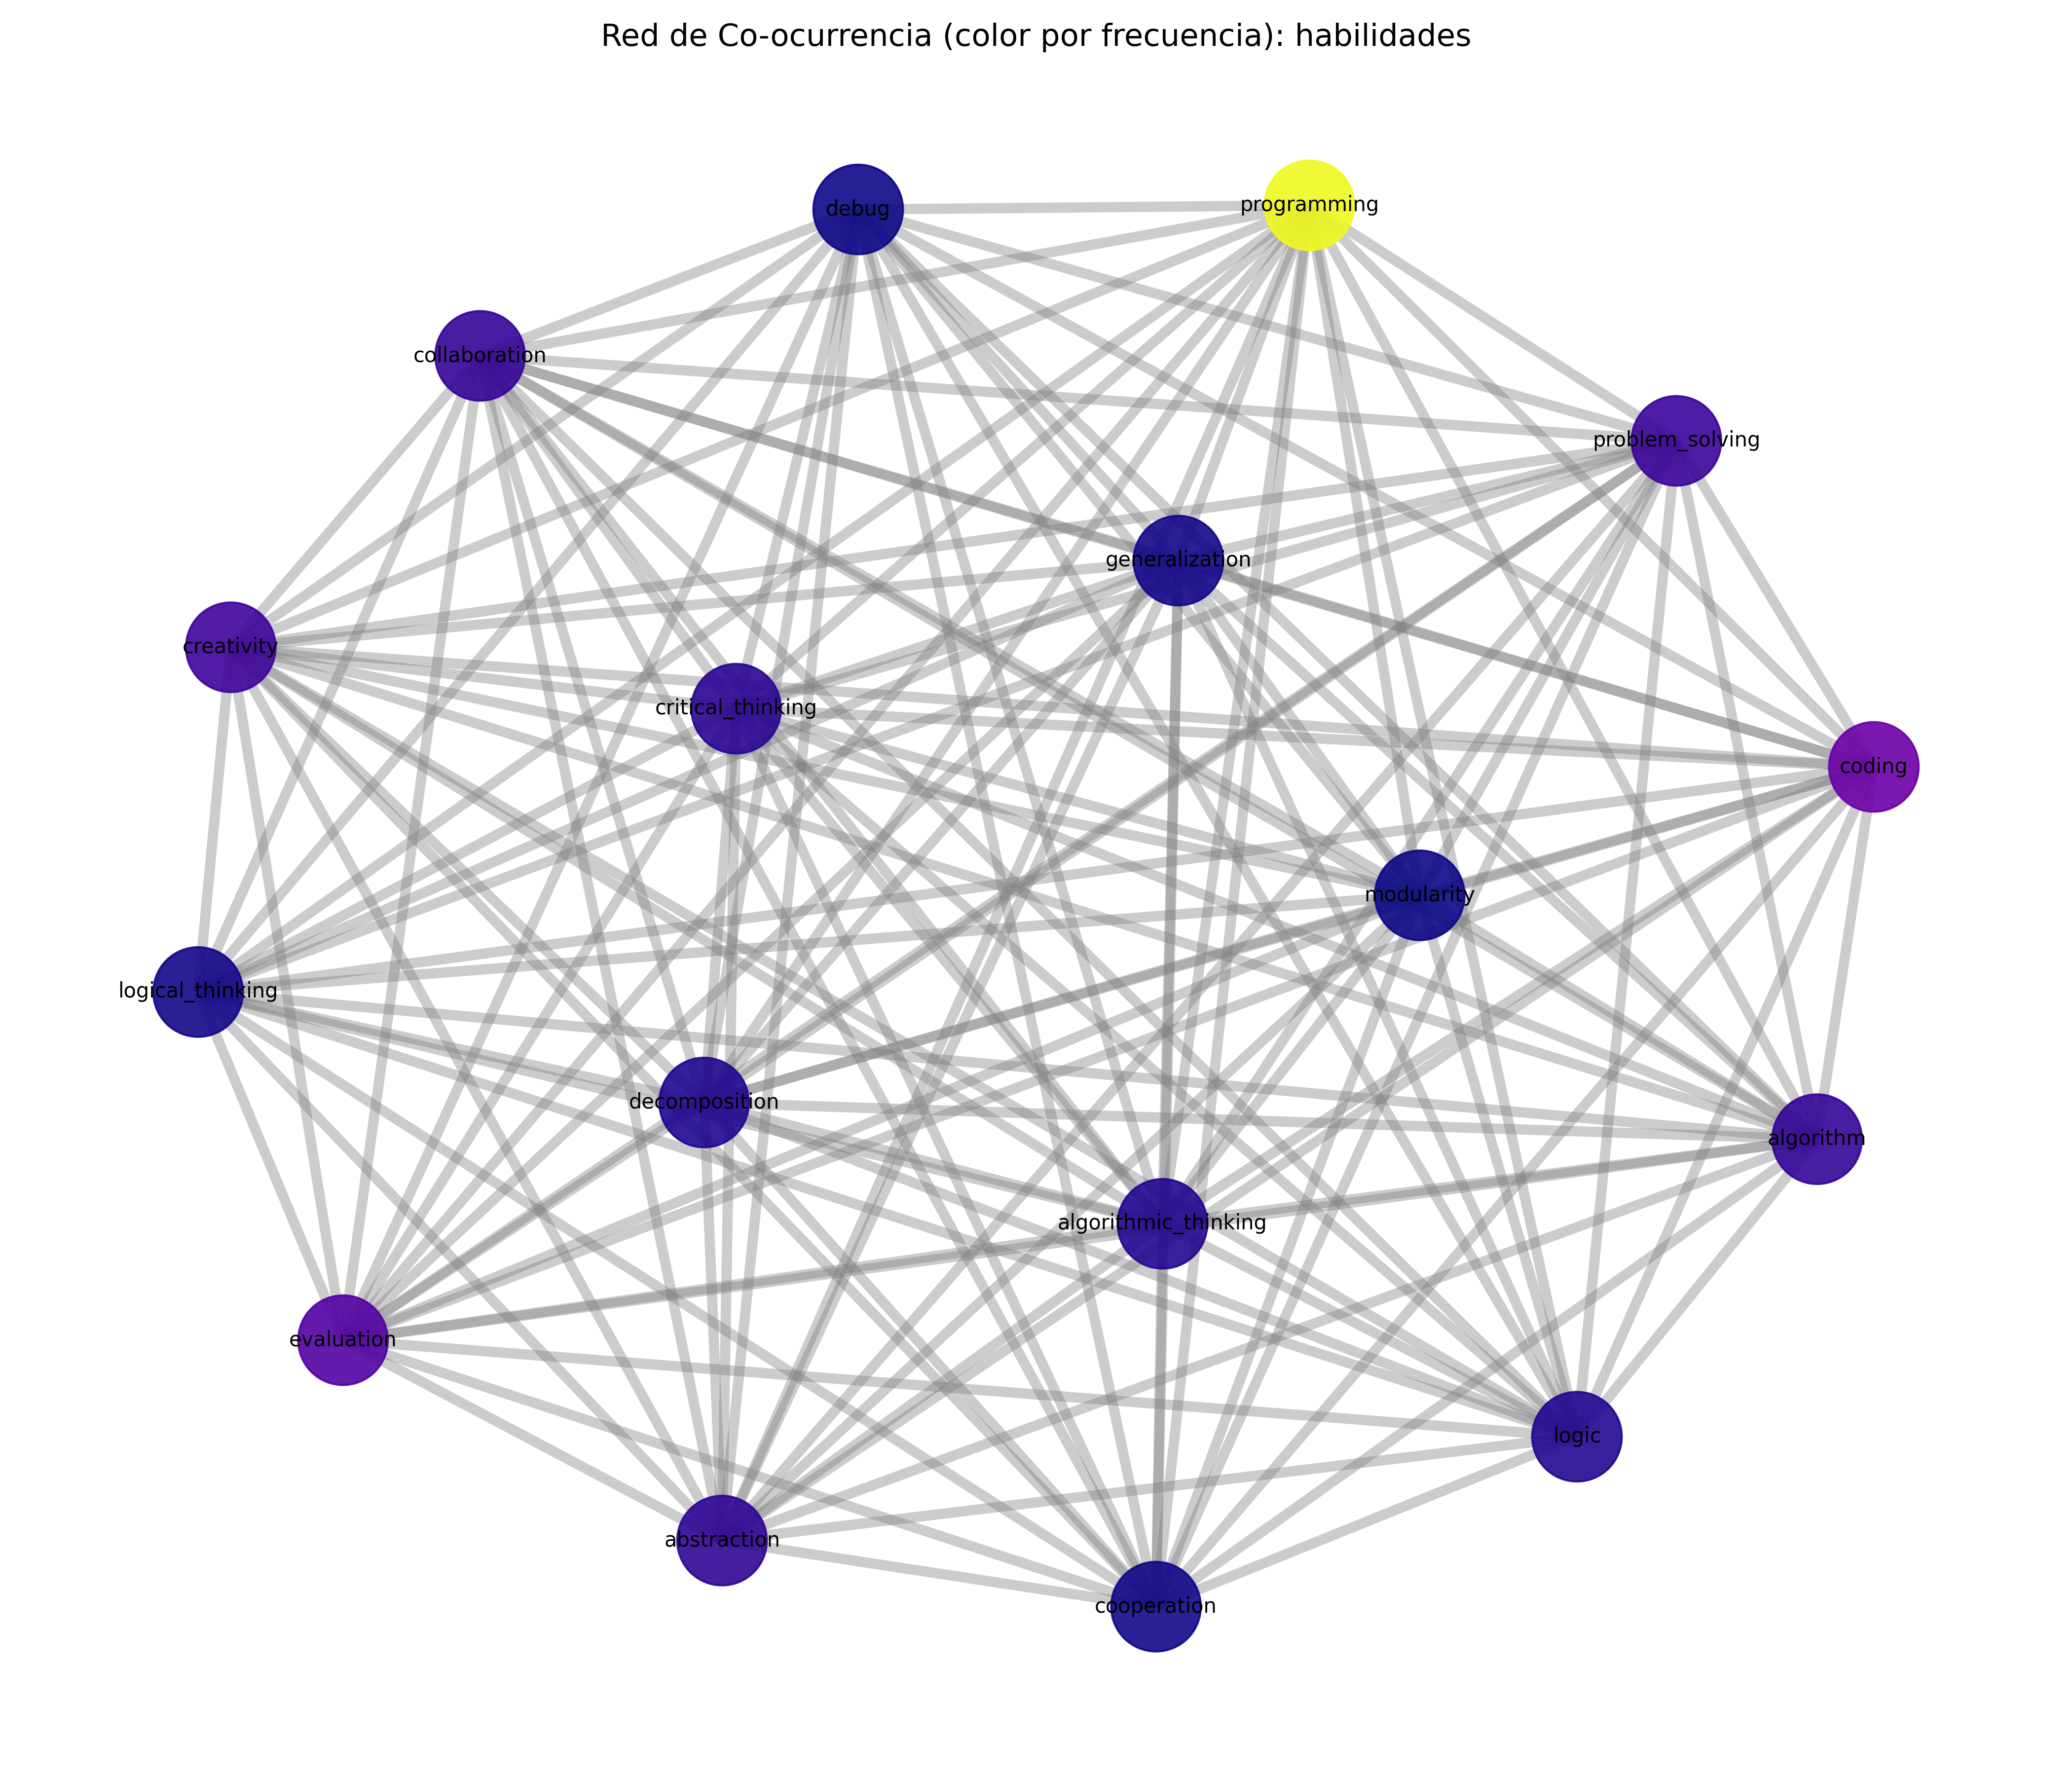 Red de Co-ocurrencia (color por frecuencia): habilidades
debug
programming
collaboration
problem_solving
generalization
creativity
critical_thinking
coding
modularity
logical_thinking
decomposition
algorithm
algorithmic_thinking
evaluation
logic
abstraction
cooperation